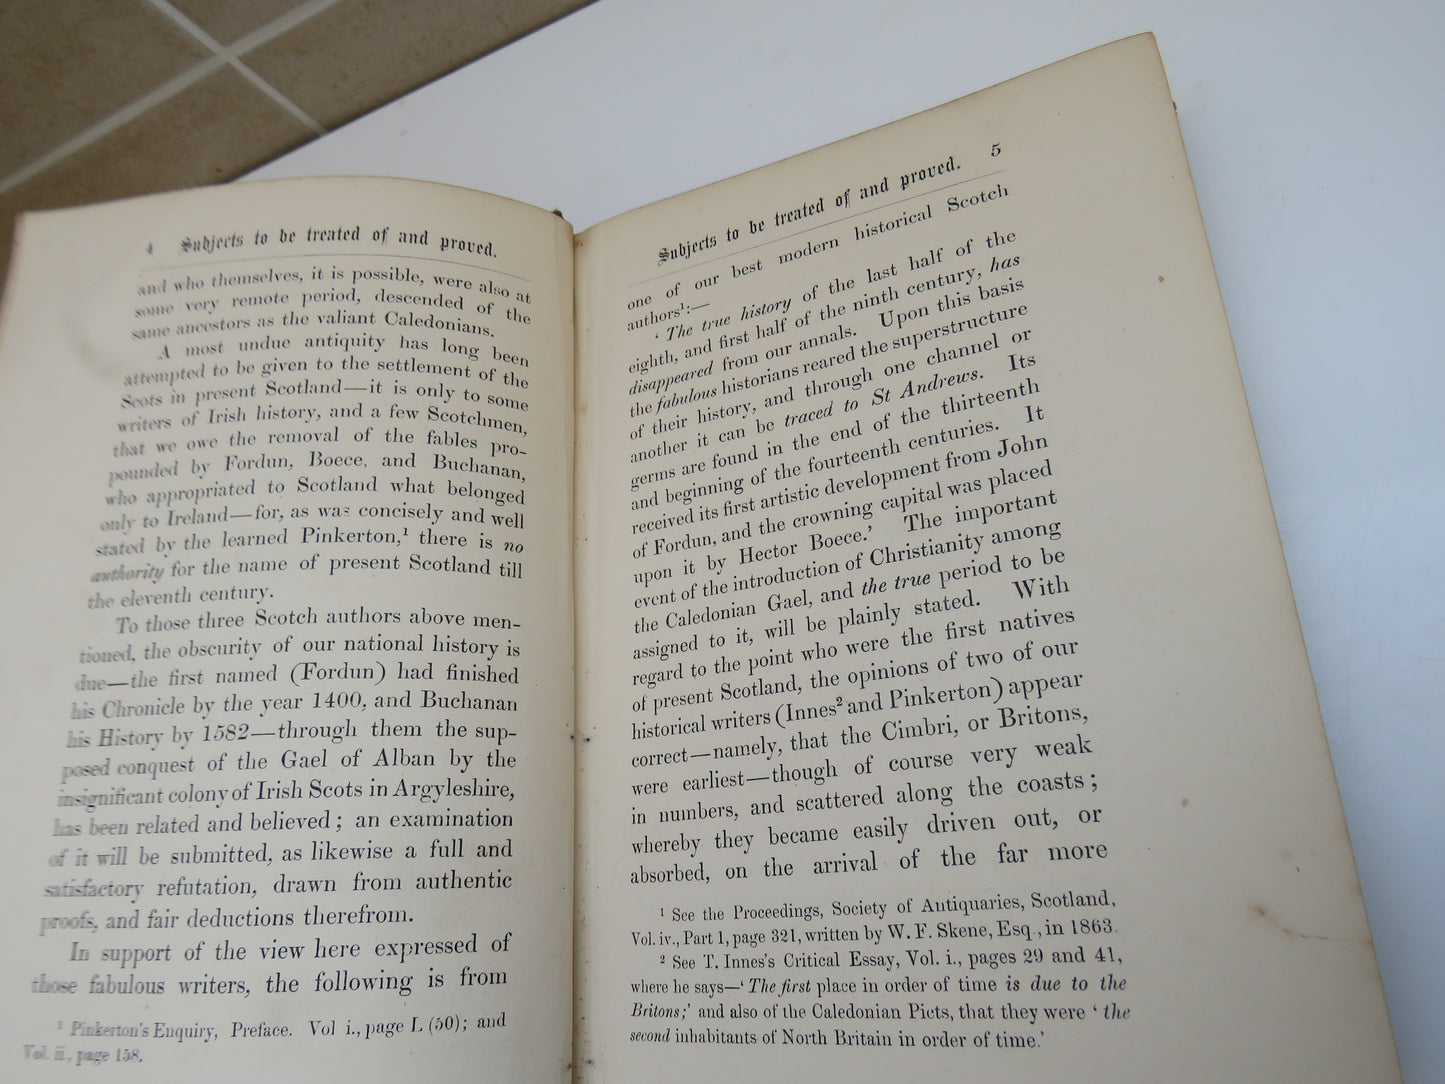 4 Subjects to be treated of and proved.
and who themselves, it is possible, were also at
some very remote period, descended of the
same ancestors as the valiant Caledonians.
A most undue antiquity has long been
attempted to be given to the settlement of the
Scots in present Scotland—it is only to some
writers of Irish history, and a few Scotchmen,
that we owe the removal of the fables pro-
pounded by Fordun, Boece, and Buchanan,
who appropriated to Scotland what belonged
only to Ireland—for, as was concisely and well
stated by the learned Pinkerton,¹ there is no
authority for the name of present Scotland till
the eleventh century.
To those three Scotch authors above men-
tioned, the obscurity of our national history is
due—the first named (Fordun) had finished
his Chronicle by the year 1400, and Buchanan
his History by 1582—through them the sup-
posed conquest of the Gael of Alban by the
insignificant colony of Irish Scots in Argyleshire,
has been related and believed; an examination
of it will be submitted, as likewise a full and
satisfactory refutation, drawn from authentic
proofs, and fair deductions therefrom.
In support of the view here expressed of
those fabulous writers, the following is from
¹ Pinkerton's Enquiry, Preface. Vol i., page L (50); and
Vol. ii., page 158.
Subjects to be treated of and proved. 5
one of our best modern historical Scotch
authors¹:—
‘The true history of the last half of the
eighth, and first half of the ninth century, has
disappeared from our annals. Upon this basis
the fabulous historians reared the superstructure
of their history, and through one channel or
another it can be traced to St Andrews. Its
germs are found in the end of the thirteenth
and beginning of the fourteenth centuries. It
received its first artistic development from John
of Fordun, and the crowning capital was placed
upon it by Hector Boece.’ The important
event of the introduction of Christianity among
the Caledonian Gael, and the true period to be
assigned to it, will be plainly stated. With
regard to the point who were the first natives
of present Scotland, the opinions of two of our
historical writers (Innes² and Pinkerton) appear
correct—namely, that the Cimbri, or Britons,
were earliest—though of course very weak
in numbers, and scattered along the coasts;
whereby they became easily driven out, or
absorbed, on the arrival of the far more
¹ See the Proceedings, Society of Antiquaries, Scotland,
Vol. iv., Part 1, page 321, written by W. F. Skene, Esq., in 1863.
² See T. Innes's Critical Essay, Vol. i., pages 29 and 41,
where he says—‘The first place in order of time is due to the
Britons;’ and also of the Caledonian Picts, that they were ‘the
second inhabitants of North Britain in order of time.’